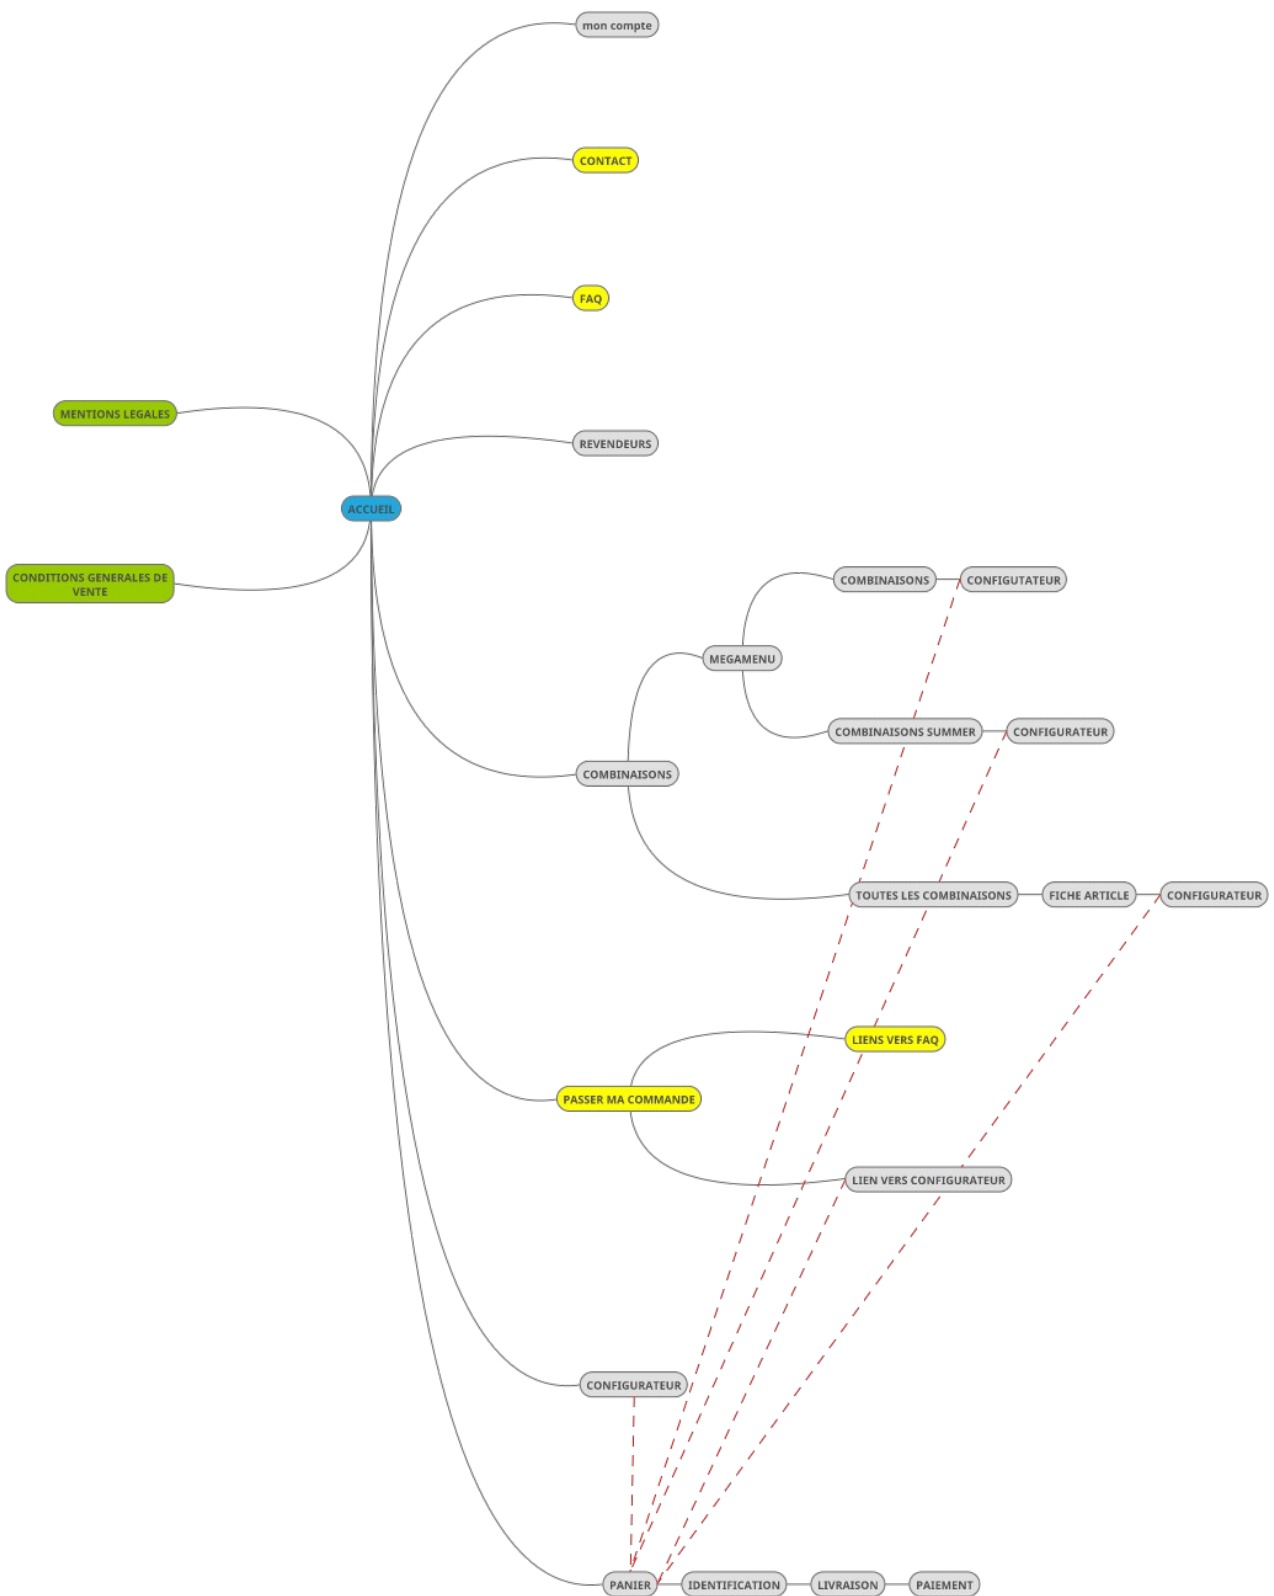 mon compte
CONTACT
FAQ
MENTIONS LEGALES
REVENDEURS
ACCUEIL
CONDITIONS GENERALES DE
VENTE
COMBINAISONS
CONFIGUTATEUR
MEGAMENU
COMBINAISONS SUMMER
CONFIGURATEUR
COMBINAISONS
TOUTES LES COMBINAISONS
FICHE ARTICLE
CONFIGURATEUR
LIENS VERS FAQ
PASSER MA COMMANDE
LIEN VERS CONFIGURATEUR
CONFIGURATEUR
PANIER
IDENTIFICATION
LIVRAISON
PAIEMENT